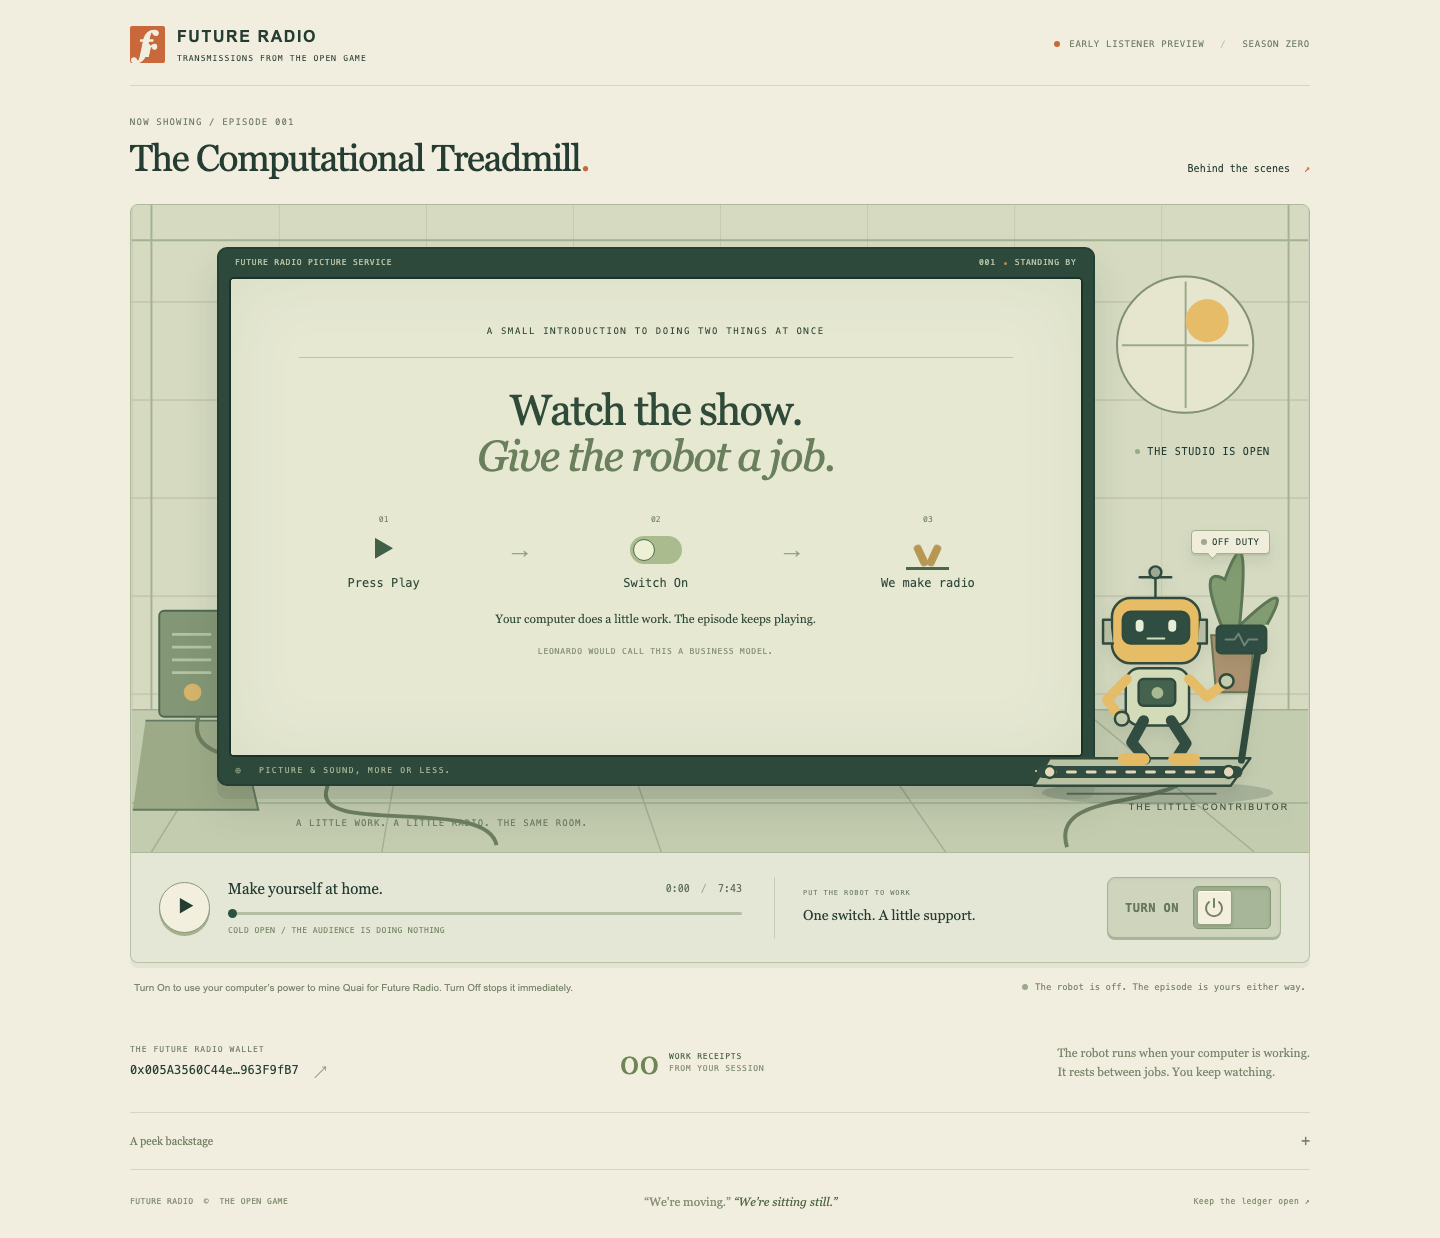 f
FUTURE RADIO
TRANSMISSIONS FROM THE OPEN GAME
EARLY LISTENER PREVIEW / SEASON ZERO
NOW SHOWING / EPISODE 001
The Computational Treadmill.
Behind the scenes ↗
FUTURE RADIO PICTURE SERVICE
001 • STANDING BY
A SMALL INTRODUCTION TO DOING TWO THINGS AT ONCE
Watch the show.
Give the robot a job.
01
02
03
→
→
Press Play
Switch On
We make radio
Your computer does a little work. The episode keeps playing.
LEONARDO WOULD CALL THIS A BUSINESS MODEL.
THE STUDIO IS OPEN
OFF DUTY
PICTURE & SOUND, MORE OR LESS.
THE LITTLE CONTRIBUTOR
A LITTLE WORK. A LITTLE RADIO. THE SAME ROOM.
Make yourself at home.
0:00 / 7:43
COLD OPEN / THE AUDIENCE IS DOING NOTHING
PUT THE ROBOT TO WORK
One switch. A little support.
TURN ON
Turn On to use your computer's power to mine Quai for Future Radio. Turn Off stops it immediately.
The robot is off. The episode is yours either way.
THE FUTURE RADIO WALLET
0x005A3560C44e…963F9fB7 ↗
00
WORK RECEIPTS
FROM YOUR SESSION
The robot runs when your computer is working.
It rests between jobs. You keep watching.
A peek backstage
+
FUTURE RADIO © THE OPEN GAME
“We're moving.” “We're sitting still.”
Keep the ledger open ↗